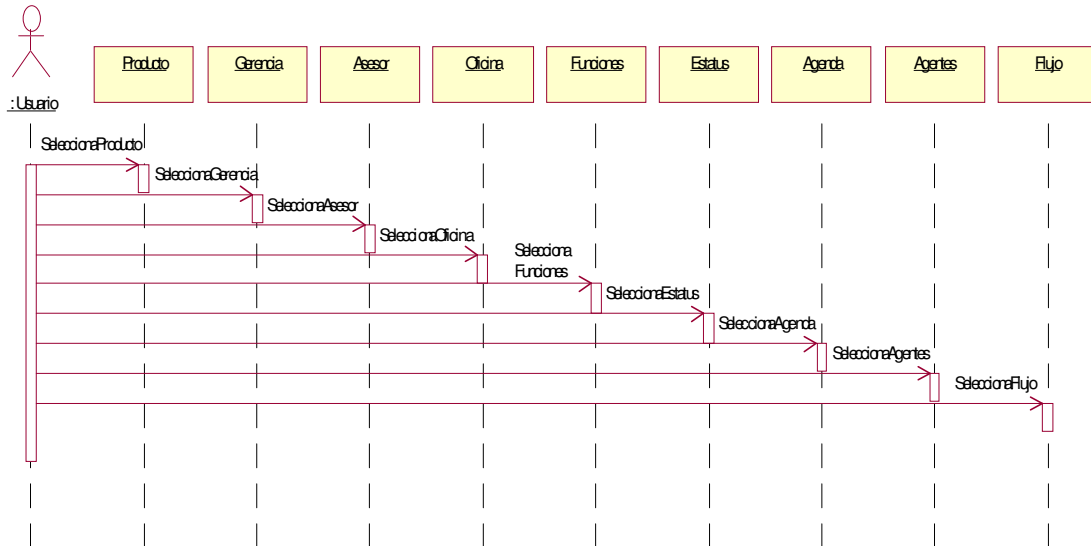 Producto
Gerencia
Asesor
Oficina
Funciones
Estatus
Agenda
Agentes
Flujo
: Usuario
SeleccionaProducto
SeleccionaGerencia
SeleccionaAsesor
SeleccionaOficina
Selecciona
Funciones
SeleccionaEstatus
SeleccionaAgenda
SeleccionaAgentes
SeleccionaFlujo